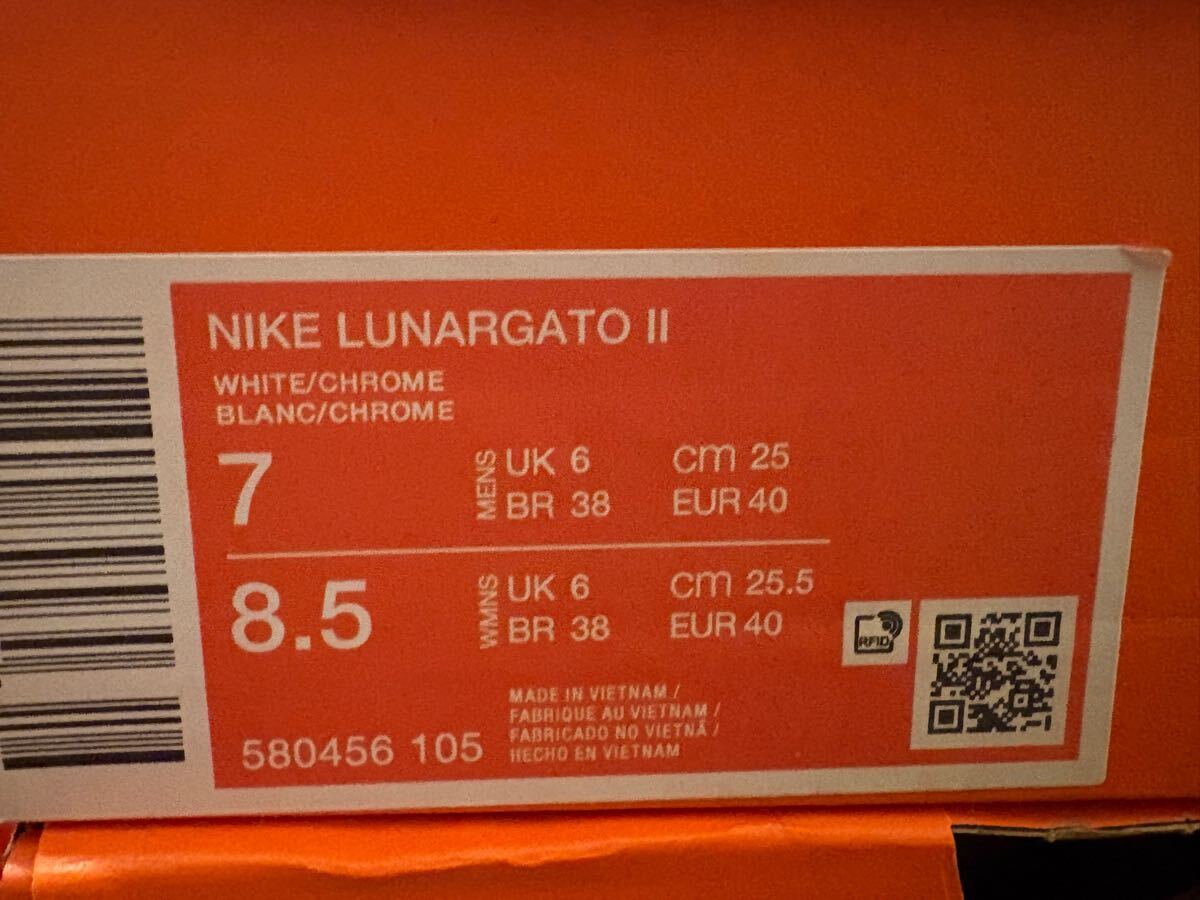 NIKE LUNARGATO II
WHITE/CHROME
BLANC/CHROME
7
MENS
UK 6 cm 25
BR 38 EUR 40
8.5
WMNS
UK 6 cm 25.5
BR 38 EUR 40
RFID
MADE IN VIETNAM /
FABRIQUE AU VIETNAM /
FABRICADO NO VIETNÃ /
HECHO EN VIETNAM
580456 105